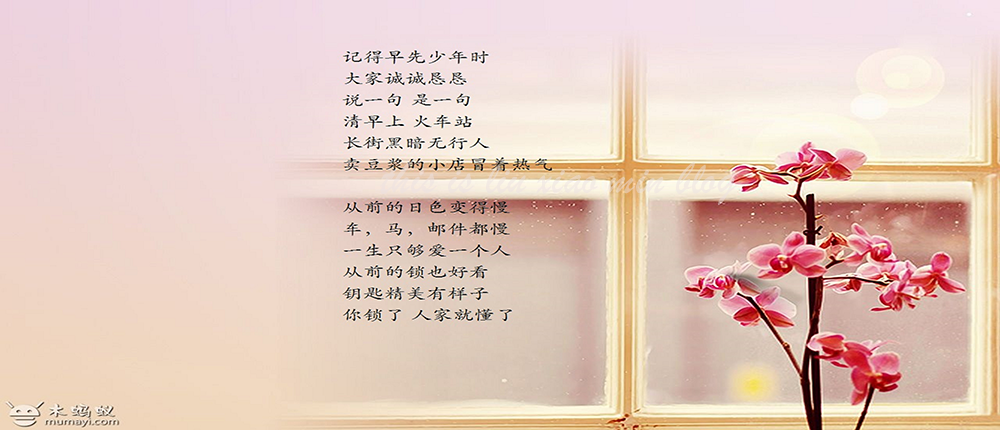 记得早先少年时
大家诚诚恳恳
说一句 是一句
清早上 火车站
长街黑暗无行人
卖豆浆的小店冒着热气
从前的日色变得慢
车，马，邮件都慢
一生只够爱一个人
从前的锁也好看
钥匙精美有样子
你锁了 人家就懂了
木蚂蚁
mumayi.com